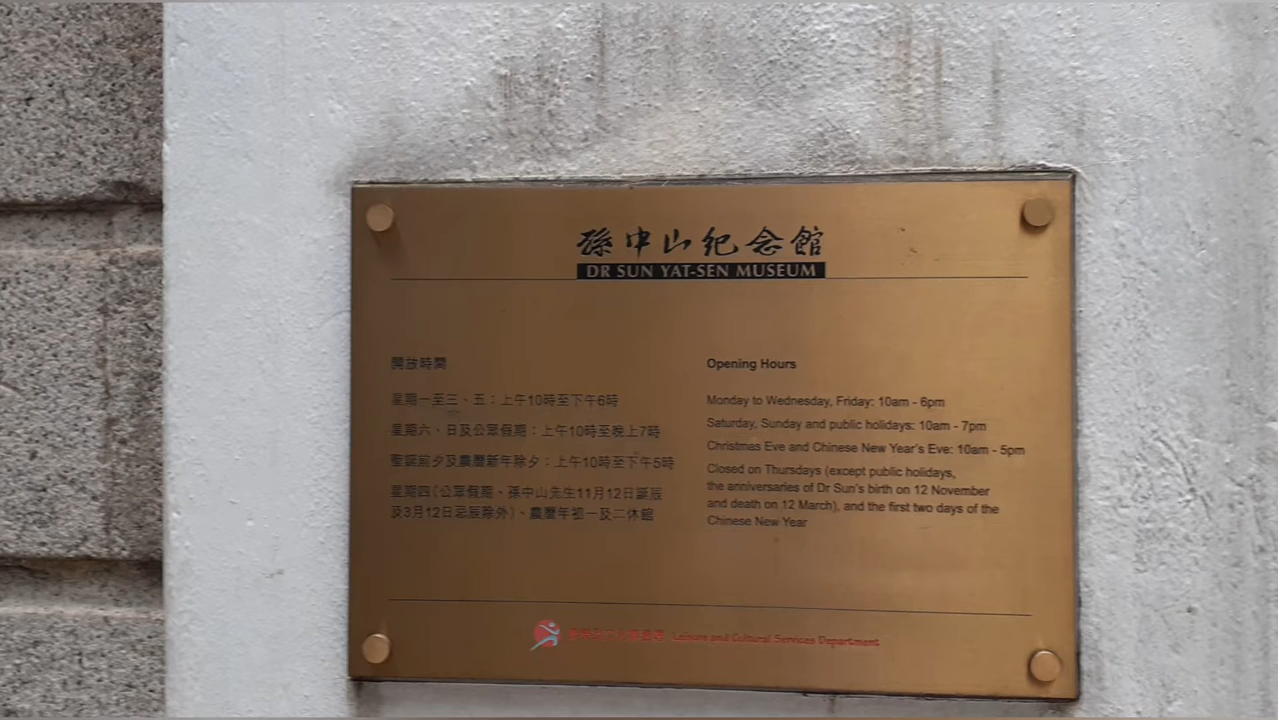 孫中山紀念館
DR SUN YAT-SEN MUSEUM
開放時間
星期一至三、五：上午10時至下午6時
星期六、日及公眾假期：上午10時至晚上7時
聖誕前夕及農曆新年除夕：上午10時至下午5時
星期四(公眾假期、孫中山先生11月12日誕辰
及3月12日忌辰除外)、農曆年初一及二休館
Opening Hours
Monday to Wednesday, Friday: 10am - 6pm
Saturday, Sunday and public holidays: 10am - 7pm
Christmas Eve and Chinese New Year's Eve: 10am - 5pm
Closed on Thursdays (except public holidays,
the anniversaries of Dr Sun's birth on 12 November
and death on 12 March), and the first two days of the
Chinese New Year
Leisure and Cultural Services Department